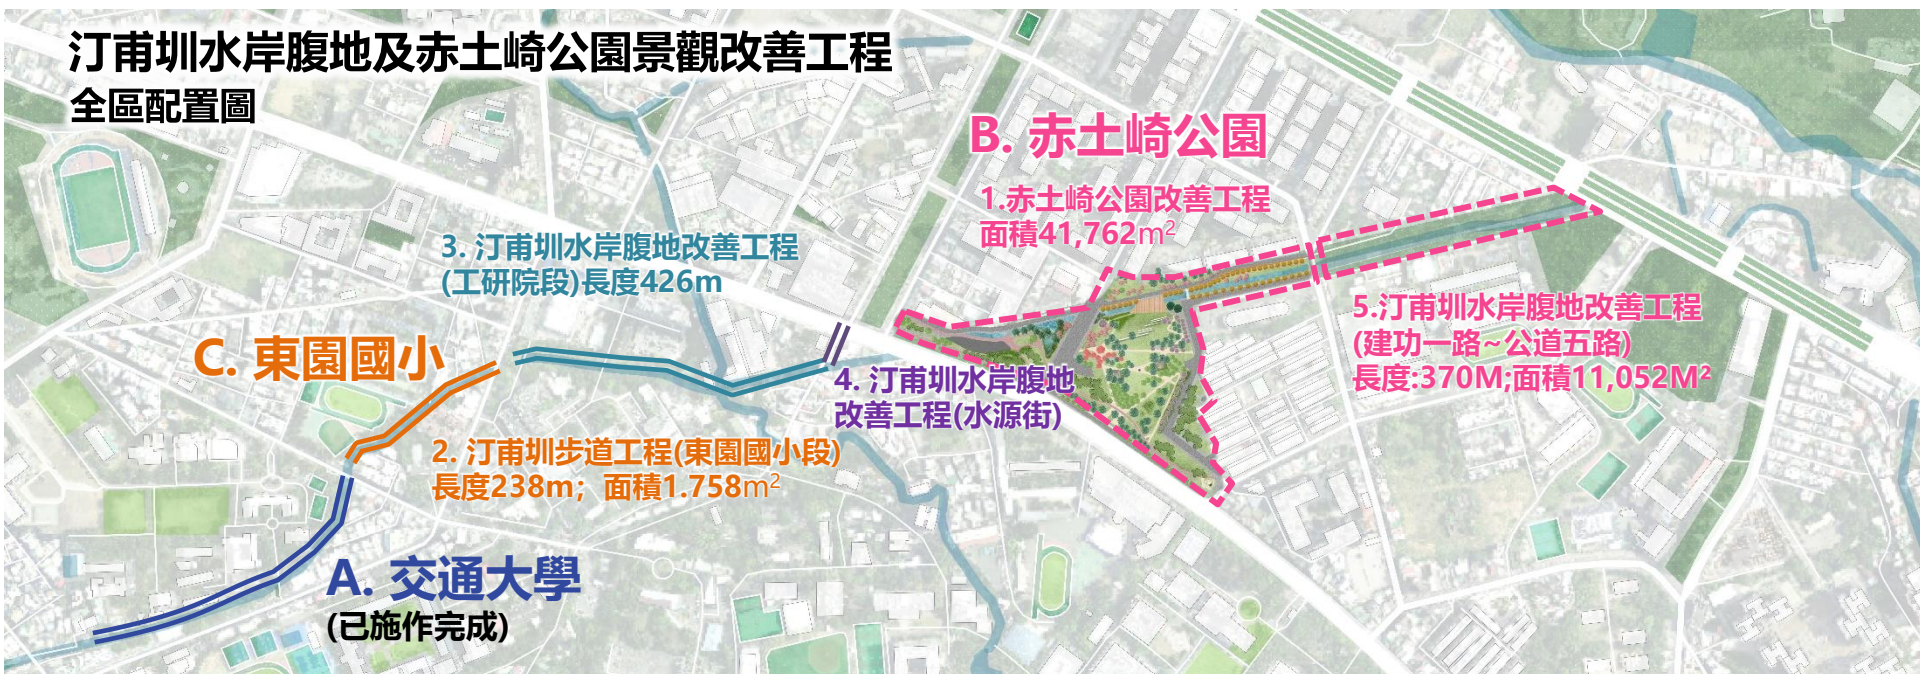 汀甫圳水岸腹地及赤土崎公園景觀改善工程
全區配置圖
B. 赤土崎公園
1.赤土崎公園改善工程
面積41,762m²
3. 汀甫圳水岸腹地改善工程
(工研院段)長度426m
5.汀甫圳水岸腹地改善工程
(建功一路~公道五路)
長度:370M;面積11,052M²
C. 東園國小
4. 汀甫圳水岸腹地
改善工程(水源街)
2. 汀甫圳步道工程(東園國小段)
長度238m；面積1.758m²
A. 交通大學
(已施作完成)